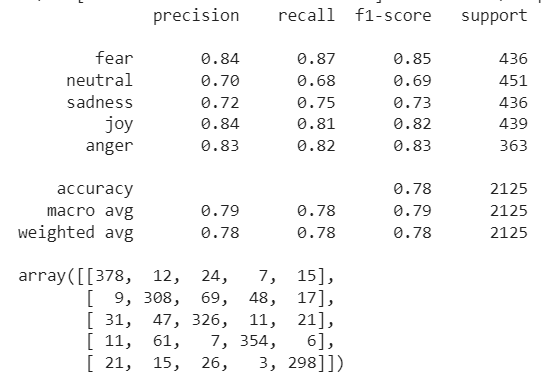 precision recall f1-score support
fear 0.84 0.87 0.85 436
neutral 0.70 0.68 0.69 451
sadness 0.72 0.75 0.73 436
joy 0.84 0.81 0.82 439
anger 0.83 0.82 0.83 363
accuracy 0.78 2125
macro avg 0.79 0.78 0.79 2125
weighted avg 0.78 0.78 0.78 2125
array([[378, 12, 24, 7, 15],
[ 9, 308, 69, 48, 17],
[ 31, 47, 326, 11, 21],
[ 11, 61, 7, 354, 6],
[ 21, 15, 26, 3, 298]])